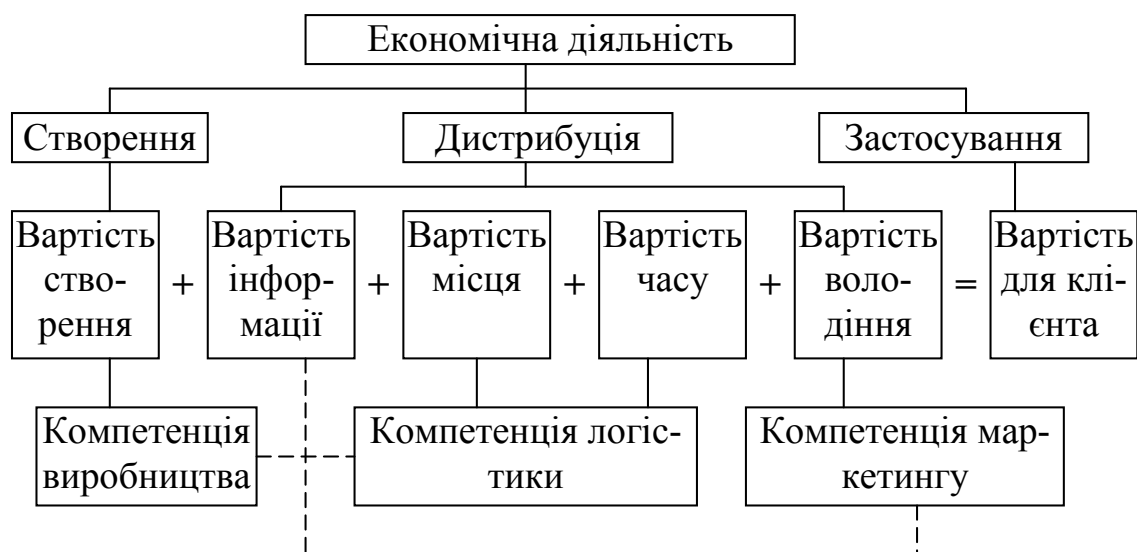 Економічна діяльність
Створення
Дистрибуція
Застосування
Вартість
ство-
рення
+
Вартість
інфор-
мації
+
Вартість
місця
+
Вартість
часу
+
Вартість
воло-
діння
=
Вартість
для клі-
єнта
Компетенція
виробництва
Компетенція логіс-
тики
Компетенція мар-
кетингу